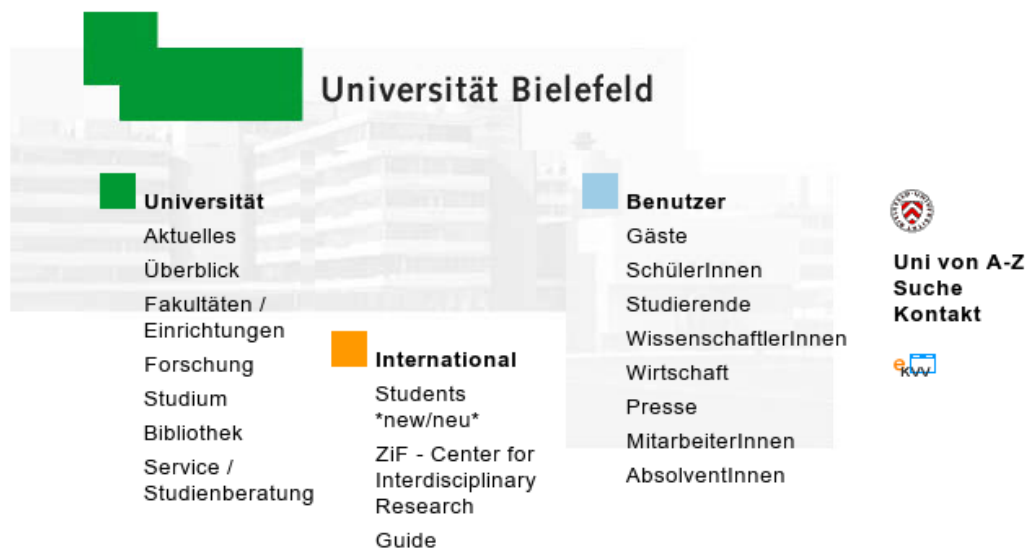 Universität Bielefeld
Universität
Aktuelles
Überblick
Fakultäten /
Einrichtungen
Forschung
Studium
Bibliothek
Service /
Studienberatung
International
Students
*new/neu*
ZiF - Center for
Interdisciplinary
Research
Guide
Benutzer
Gäste
SchülerInnen
Studierende
WissenschaftlerInnen
Wirtschaft
Presse
MitarbeiterInnen
AbsolventInnen
Uni von A-Z
Suche
Kontakt
eKVV